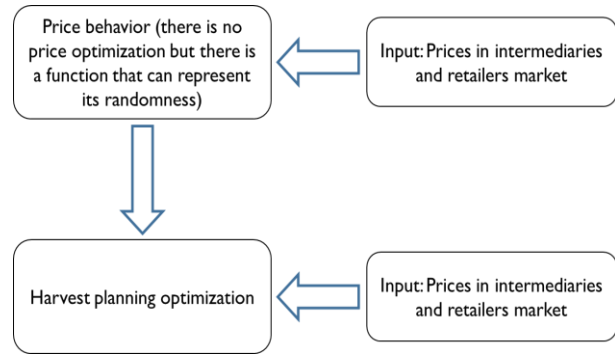 Price behavior (there is no
price optimization but there is
a function that can represent
its randomness)
Input: Prices in intermediaries
and retailers market
Harvest planning optimization
Input: Prices in intermediaries
and retailers market